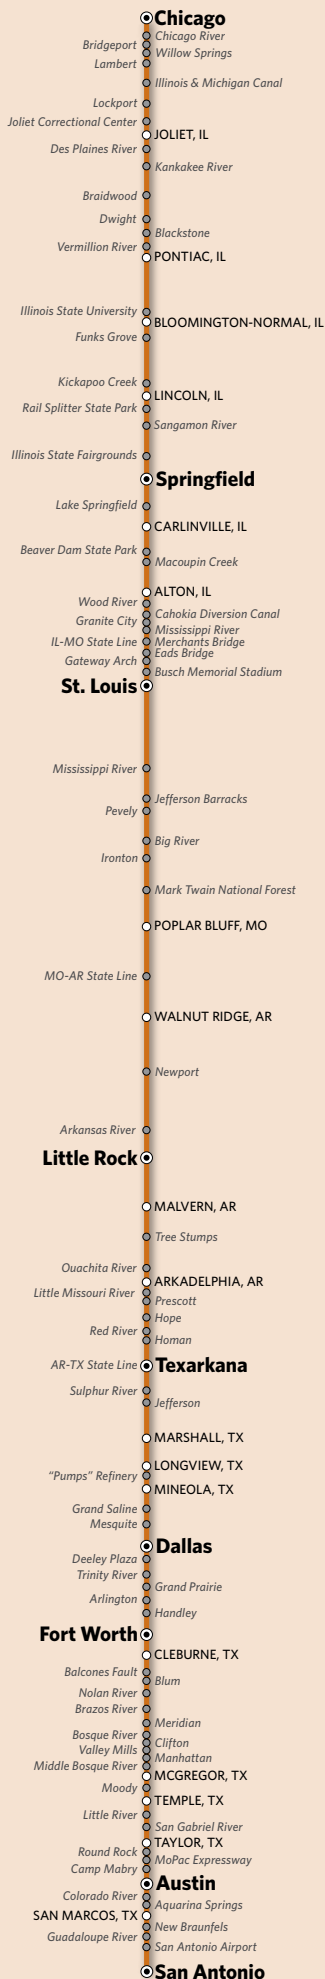 Chicago
Chicago River
Bridgeport
Willow Springs
Lambert
Illinois & Michigan Canal
Lockport
Joliet Correctional Center
JOLIET, IL
Des Plaines River
Kankakee River
Braidwood
Dwight
Blackstone
Vermillion River
PONTIAC, IL
Illinois State University
BLOOMINGTON-NORMAL, IL
Funks Grove
Kickapoo Creek
LINCOLN, IL
Rail Splitter State Park
Sangamon River
Illinois State Fairgrounds
Springfield
Lake Springfield
CARLINVILLE, IL
Beaver Dam State Park
Macoupin Creek
ALTON, IL
Wood River
Cahokia Diversion Canal
Granite City
Mississippi River
IL-MO State Line
Merchants Bridge
Eads Bridge
Gateway Arch
Busch Memorial Stadium
St. Louis
Mississippi River
Jefferson Barracks
Pevely
Big River
Ironton
Mark Twain National Forest
POPLAR BLUFF, MO
MO-AR State Line
WALNUT RIDGE, AR
Newport
Arkansas River
Little Rock
MALVERN, AR
Tree Stumps
Ouachita River
ARKADELPHIA, AR
Little Missouri River
Prescott
Hope
Red River
Homan
AR-TX State Line
Texarkana
Sulphur River
Jefferson
MARSHALL, TX
LONGVIEW, TX
“Pumps” Refinery
MINEOLA, TX
Grand Saline
Mesquite
Dallas
Deeley Plaza
Trinity River
Grand Prairie
Arlington
Handley
Fort Worth
CLEBURNE, TX
Balcones Fault
Blum
Nolan River
Brazos River
Meridian
Bosque River
Clifton
Valley Mills
Manhattan
Middle Bosque River
MCGREGOR, TX
Moody
TEMPLE, TX
Little River
San Gabriel River
TAYLOR, TX
Round Rock
MoPac Expressway
Camp Mabry
Austin
Colorado River
Aquarina Springs
SAN MARCOS, TX
New Braunfels
Guadaloupe River
San Antonio Airport
San Antonio